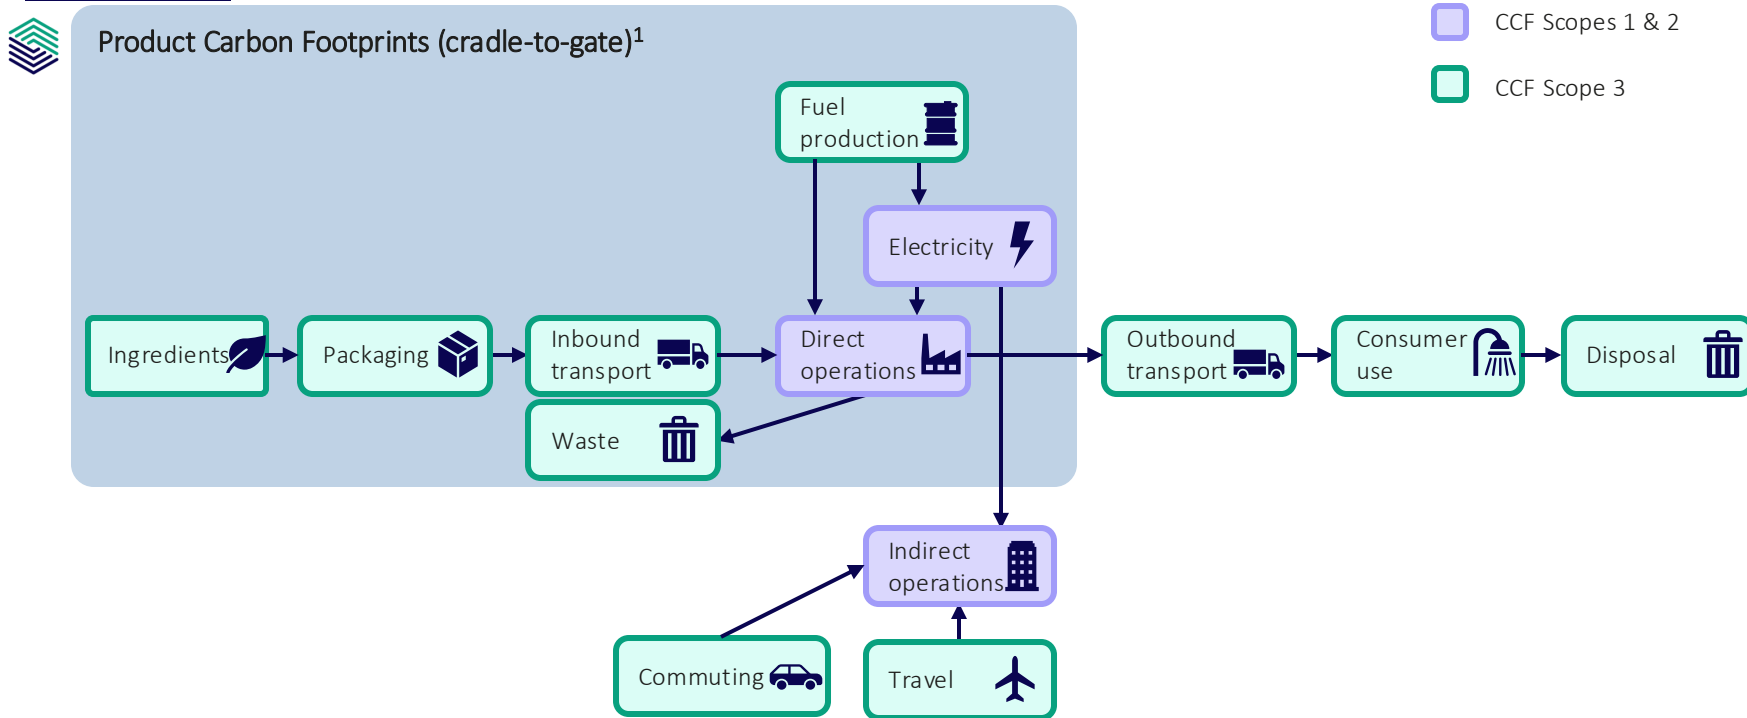 Product Carbon Footprints (cradle-to-gate)1
CCF Scopes 1 & 2
CCF Scope 3
Fuel
production
Electricity
Ingredients
Packaging
Inbound
transport
Direct
operations
Outbound
transport
Consumer
use
Disposal
Waste
Indirect
operations
Commuting
Travel